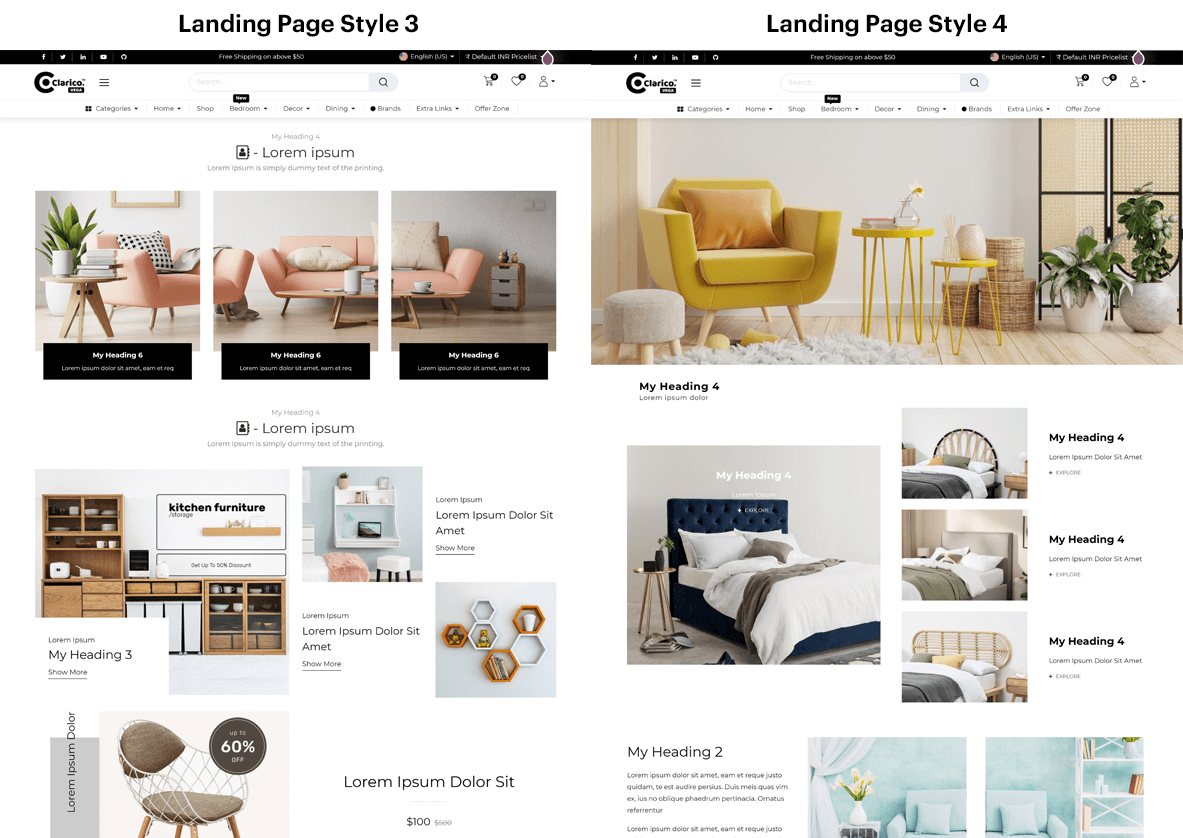 Landing Page Style 3
Free Shipping on above $50
English (US)
₹ Default INR Pricelist
Clarico™
VEGA
Search...
0
0
Categories
Home
Shop
New
Bedroom
Decor
Dining
Brands
Extra Links
Offer Zone
My Heading 4
- Lorem ipsum
Lorem Ipsum is simply dummy text of the printing.
My Heading 6
Lorem ipsum dolor sit amet, eam et req
My Heading 6
Lorem ipsum dolor sit amet, eam et req
My Heading 6
Lorem ipsum dolor sit amet, eam et req
My Heading 4
- Lorem ipsum
Lorem Ipsum is simply dummy text of the printing.
kitchen furniture
/storage
Get Up To 50% Discount
Lorem Ipsum
My Heading 3
Show More
Lorem Ipsum
Lorem Ipsum Dolor Sit
Amet
Show More
Lorem Ipsum
Lorem Ipsum Dolor Sit
Amet
Show More
Lorem Ipsum Dolor
up to
60%
OFF
Lorem Ipsum Dolor Sit
$100 $500
Landing Page Style 4
Free Shipping on above $50
English (US)
₹ Default INR Pricelist
Clarico™
VEGA
Search...
0
0
Categories
Home
Shop
New
Bedroom
Decor
Dining
Brands
Extra Links
Offer Zone
My Heading 4
Lorem ipsum dolor
My Heading 4
Lorem Ipsum
+ EXPLORE
My Heading 4
Lorem Ipsum Dolor Sit Amet
+ EXPLORE
My Heading 4
Lorem Ipsum Dolor Sit Amet
+ EXPLORE
My Heading 4
Lorem Ipsum Dolor Sit Amet
+ EXPLORE
My Heading 2
Lorem ipsum dolor sit amet, eam et reque justo
quidam, te est audire persius. Duis meis quas vim
ex, ius no oblique phaedrum pertinacia. Ornatus
referrentur
Lorem ipsum dolor sit amet, eam et reque justo